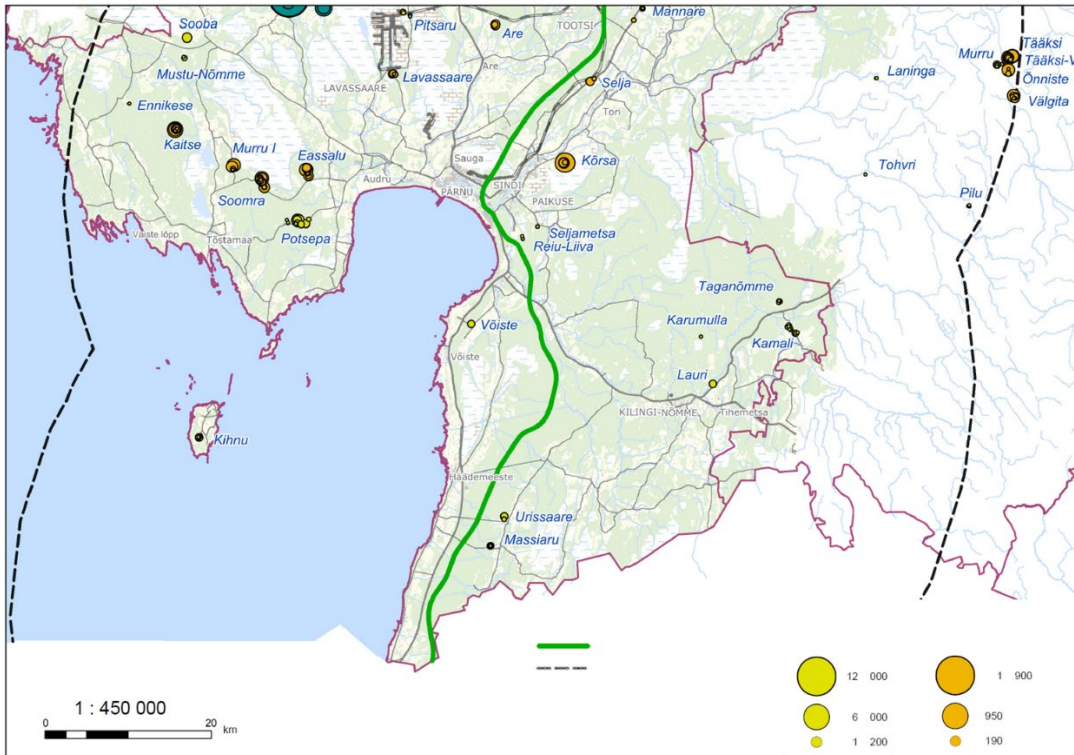 Sooba
Pitsaru
TOOTSI
Mannare
Are
Are
Mustu-Nõmme
Lavassaare
LAVASSAARE
Selja
Tori
Laninga
Murru
Tääksi
Tääksi-V
Õnniste
Välgita
Ennikese
Kaitse
Murru I
Eassalu
Sauga
Audru
PÄRNU
SINDI
PAIKUSE
Kõrsa
Tohvri
Pilu
Soomra
Potsepa
Tõstamaa
Väiste lõpp
Seljametsa
Reiu-Liiva
Taganõmme
Karumulla
Kamali
Võiste
Võiste
Lauri
KILINGI-NÕMME
Tihemetsa
Kihnu
Häädemeeste
Urissaare
Massiaru
1 : 450 000
0 20 km
12 000 1 900
6 000 950
1 200 190